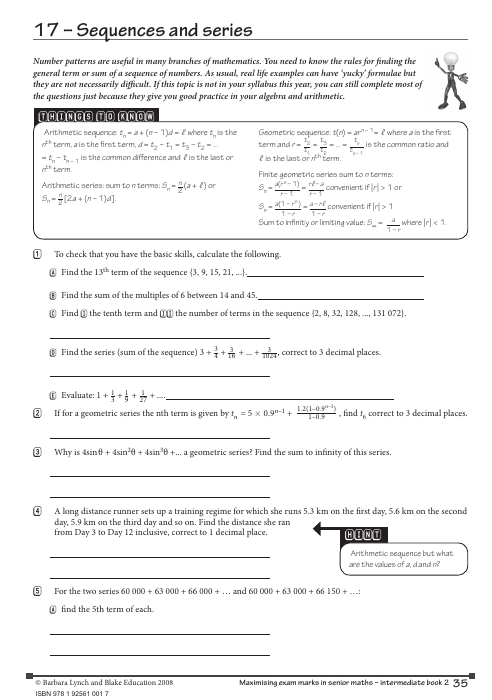 17 – Sequences and series
Number patterns are useful in many branches of mathematics. You need to know the rules for finding the
general term or sum of a sequence of numbers. As usual, real life examples can have 'yucky' formulae but
they are not necessarily difficult. If this topic is not in your syllabus this year, you can still complete most of
the questions just because they give you good practice in your algebra and arithmetic.
THINGS TO KNOW
Arithmetic sequence: tₙ = a + (n – 1)d = ℓ where tₙ is the
nᵗʰ term, a is the first term, d = t₂ – t₁ = t₃ – t₂ = ...
= tₙ – tₙ₋₁ is the common difference and ℓ is the last or
nᵗʰ term.
Arithmetic series: sum to n terms: Sₙ = n/2 (a + ℓ) or
Sₙ = n/2 [2a + (n – 1)d].
Geometric sequence: t(n) = arⁿ⁻¹ = ℓ where a is the first
term and r = t₂/t₁ = t₃/t₂ = ... = tₙ/tₙ₋₁ is the common ratio and
ℓ is the last or nᵗʰ term.
Finite geometric series sum to n terms:
Sₙ = a(rⁿ – 1)/r – 1 = rℓ – a/r – 1 convenient if |r| > 1 or
Sₙ = a(1 – rⁿ)/1 – r = a – rℓ/1 – r convenient if |r| > 1
Sum to infinity or limiting value: S∞ = a/1 – r where |r| < 1.
1 To check that you have the basic skills, calculate the following.
A Find the 13ᵗʰ term of the sequence {3, 9, 15, 21, ...}.
B Find the sum of the multiples of 6 between 14 and 45.
C Find I the tenth term and II the number of terms in the sequence {2, 8, 32, 128, ..., 131 072}.
D Find the series (sum of the sequence) 3 + 3/4 + 3/16 + ... + 3/1024, correct to 3 decimal places.
E Evaluate: 1 + 1/3 + 1/9 + 1/27 + ....
2 If for a geometric series the nth term is given by tₙ = 5 × 0.9ⁿ⁻¹ + 1.2(1–0.9ⁿ⁻¹)/1–0.9 , find t₆ correct to 3 decimal places.
3 Why is 4sinθ + 4sin²θ + 4sin³θ +... a geometric series? Find the sum to infinity of this series.
4 A long distance runner sets up a training regime for which she runs 5.3 km on the first day, 5.6 km on the second
day, 5.9 km on the third day and so on. Find the distance she ran
from Day 3 to Day 12 inclusive, correct to 1 decimal place.
HINT
Arithmetic sequence but what
are the values of a, d and n?
5 For the two series 60 000 + 63 000 + 66 000 + … and 60 000 + 63 000 + 66 150 + …:
A find the 5th term of each.
© Barbara Lynch and Blake Education 2008
Maximising exam marks in senior maths – intermediate book 2 35
ISBN 978 1 92561 001 7